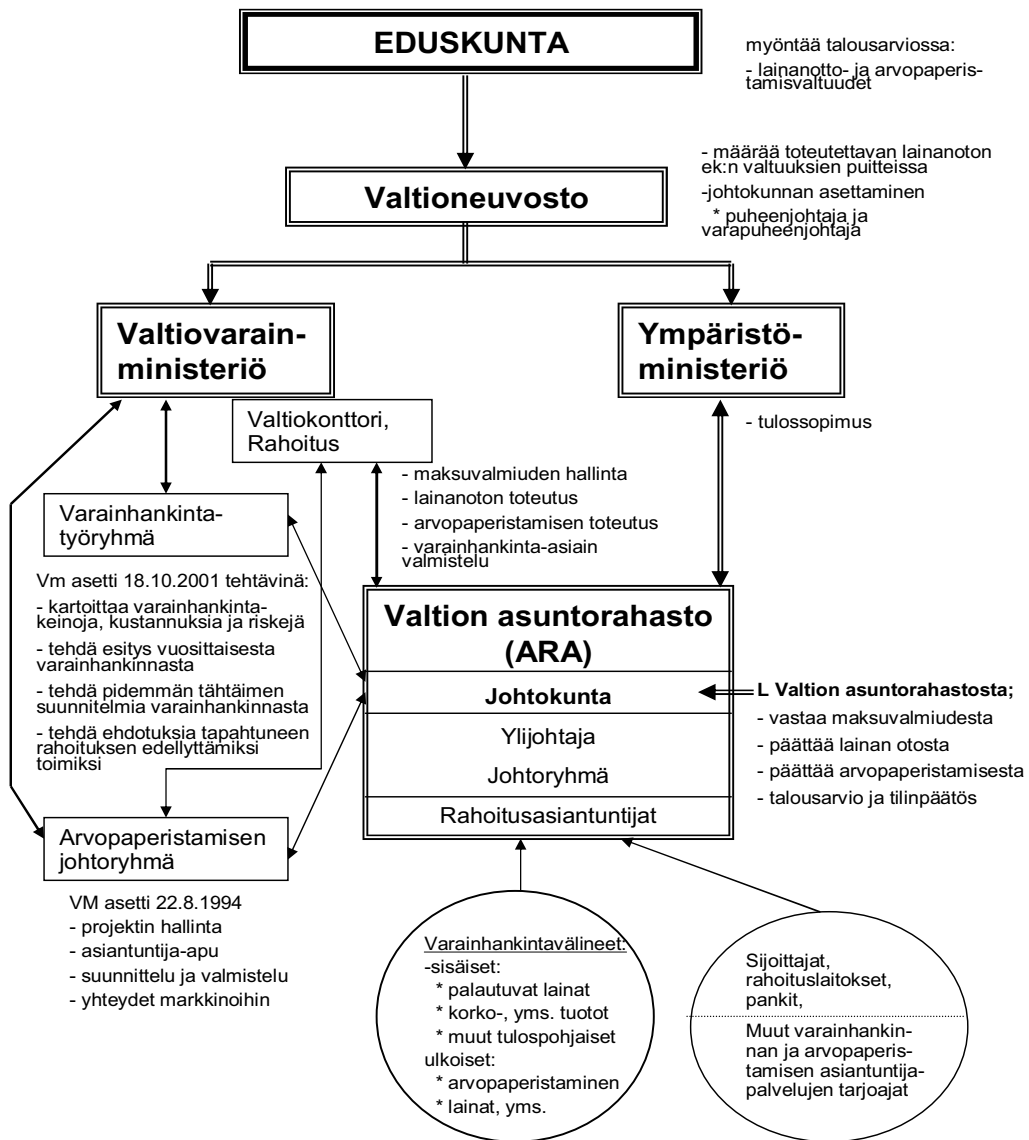 EDUSKUNTA
myöntää talousarviossa:
- lainanotto- ja arvopaperis-
tamisvaltuudet
Valtioneuvosto
- määrää toteutettavan lainanoton
ek:n valtuuksien puitteissa
-johtokunnan asettaminen
* puheenjohtaja ja
varapuheenjohtaja
Valtiovarain-
ministeriö
Ympäristö-
ministeriö
Valtiokonttori,
Rahoitus
- tulossopimus
- maksuvalmiuden hallinta
- lainanoton toteutus
- arvopaperistamisen toteutus
- varainhankinta-asiain
valmistelu
Varainhankinta-
työryhmä
Vm asetti 18.10.2001 tehtävinä:
- kartoittaa varainhankinta-
keinoja, kustannuksia ja riskejä
- tehdä esitys vuosittaisesta
varainhankinnasta
- tehdä pidemmän tähtäimen
suunnitelmia varainhankinnasta
- tehdä ehdotuksia tapahtuneen
rahoituksen edellyttämiksi
toimiksi
Valtion asuntorahasto
(ARA)
Johtokunta
Ylijohtaja
Johtoryhmä
Rahoitusasiantuntijat
L Valtion asuntorahastosta;
- vastaa maksuvalmiudesta
- päättää lainan otosta
- päättää arvopaperistamisesta
- talousarvio ja tilinpäätös
Arvopaperistamisen
johtoryhmä
VM asetti 22.8.1994
- projektin hallinta
- asiantuntija-apu
- suunnittelu ja valmistelu
- yhteydet markkinoihin
Varainhankintavälineet:
-sisäiset:
* palautuvat lainat
* korko-, yms. tuotot
* muut tulospohjaiset
ulkoiset:
* arvopaperistaminen
* lainat, yms.
Sijoittajat,
rahoituslaitokset,
pankit,
Muut varainhankin-
nan ja arvopaperis-
tamisen asiantuntija-
palvelujen tarjoajat